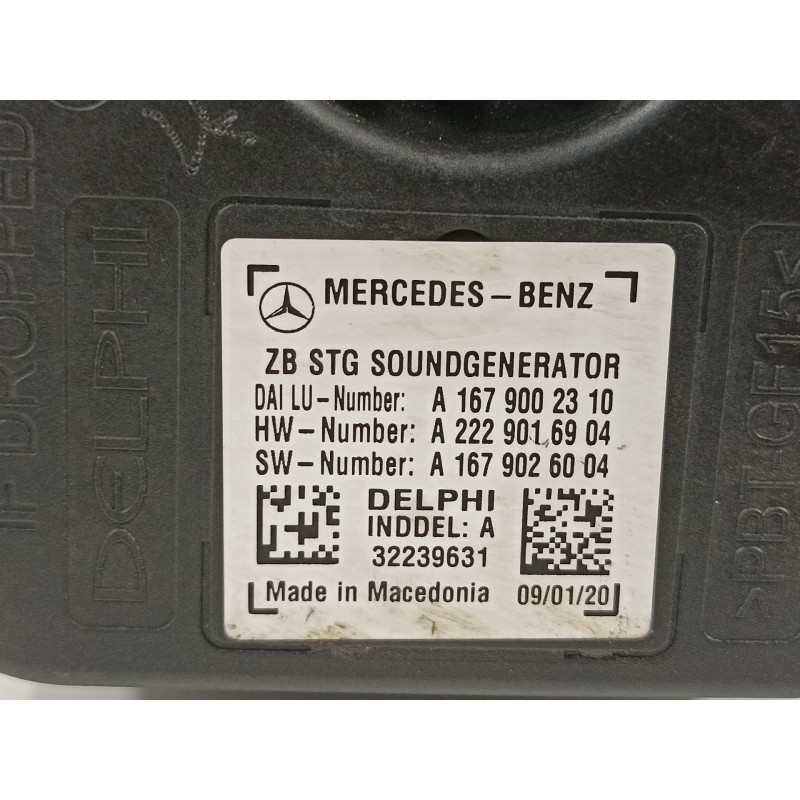 MERCEDES-BENZ
ZB STG SOUNDGENERATOR
DAI LU-Number: A 167 900 23 10
HW-Number: A 222 901 69 04
SW-Number: A 167 902 60 04
DELPHI
INDDEL: A
32239631
Made in Macedonia 09/01/20
IF DROPPED
DELPHI
>PBT-GF15<